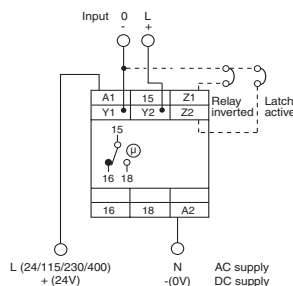 Input 0 L
- +
A1 15 Z1
Y1 Y2 Z2
Relay inverted
Latch active
15
µ
16 18
16 18 A2
L (24/115/230/400) N AC supply
+ (24V) -(0V) DC supply